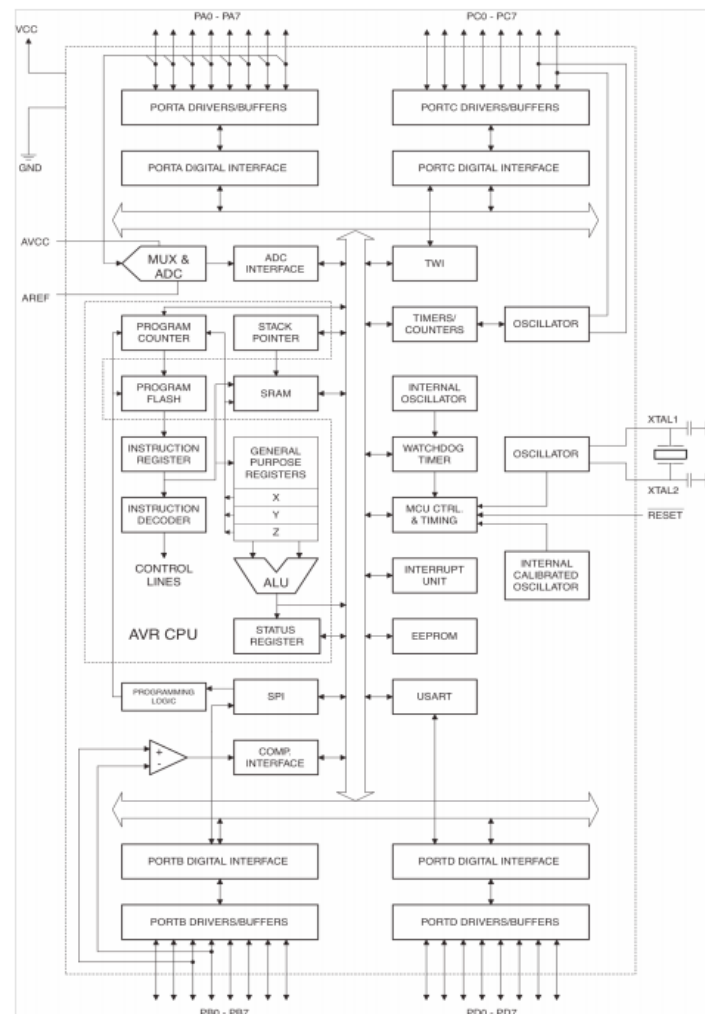 PA0 - PA7
PC0 - PC7
VCC
PORTA DRIVERS/BUFFERS
PORTC DRIVERS/BUFFERS
GND
PORTA DIGITAL INTERFACE
PORTC DIGITAL INTERFACE
AVCC
MUX &
ADC
ADC
INTERFACE
TWI
AREF
PROGRAM
COUNTER
STACK
POINTER
TIMERS/
COUNTERS
OSCILLATOR
PROGRAM
FLASH
SRAM
INTERNAL
OSCILLATOR
XTAL1
INSTRUCTION
REGISTER
GENERAL
PURPOSE
REGISTERS
WATCHDOG
TIMER
OSCILLATOR
XTAL2
X
Y
Z
INSTRUCTION
DECODER
MCU CTRL.
& TIMING
RESET
CONTROL
LINES
ALU
INTERRUPT
UNIT
INTERNAL
CALIBRATED
OSCILLATOR
AVR CPU
STATUS
REGISTER
EEPROM
PROGRAMMING
LOGIC
SPI
USART
+
-
COMP.
INTERFACE
PORTB DIGITAL INTERFACE
PORTD DIGITAL INTERFACE
PORTB DRIVERS/BUFFERS
PORTD DRIVERS/BUFFERS
PB0 - PB7
PD0 - PD7